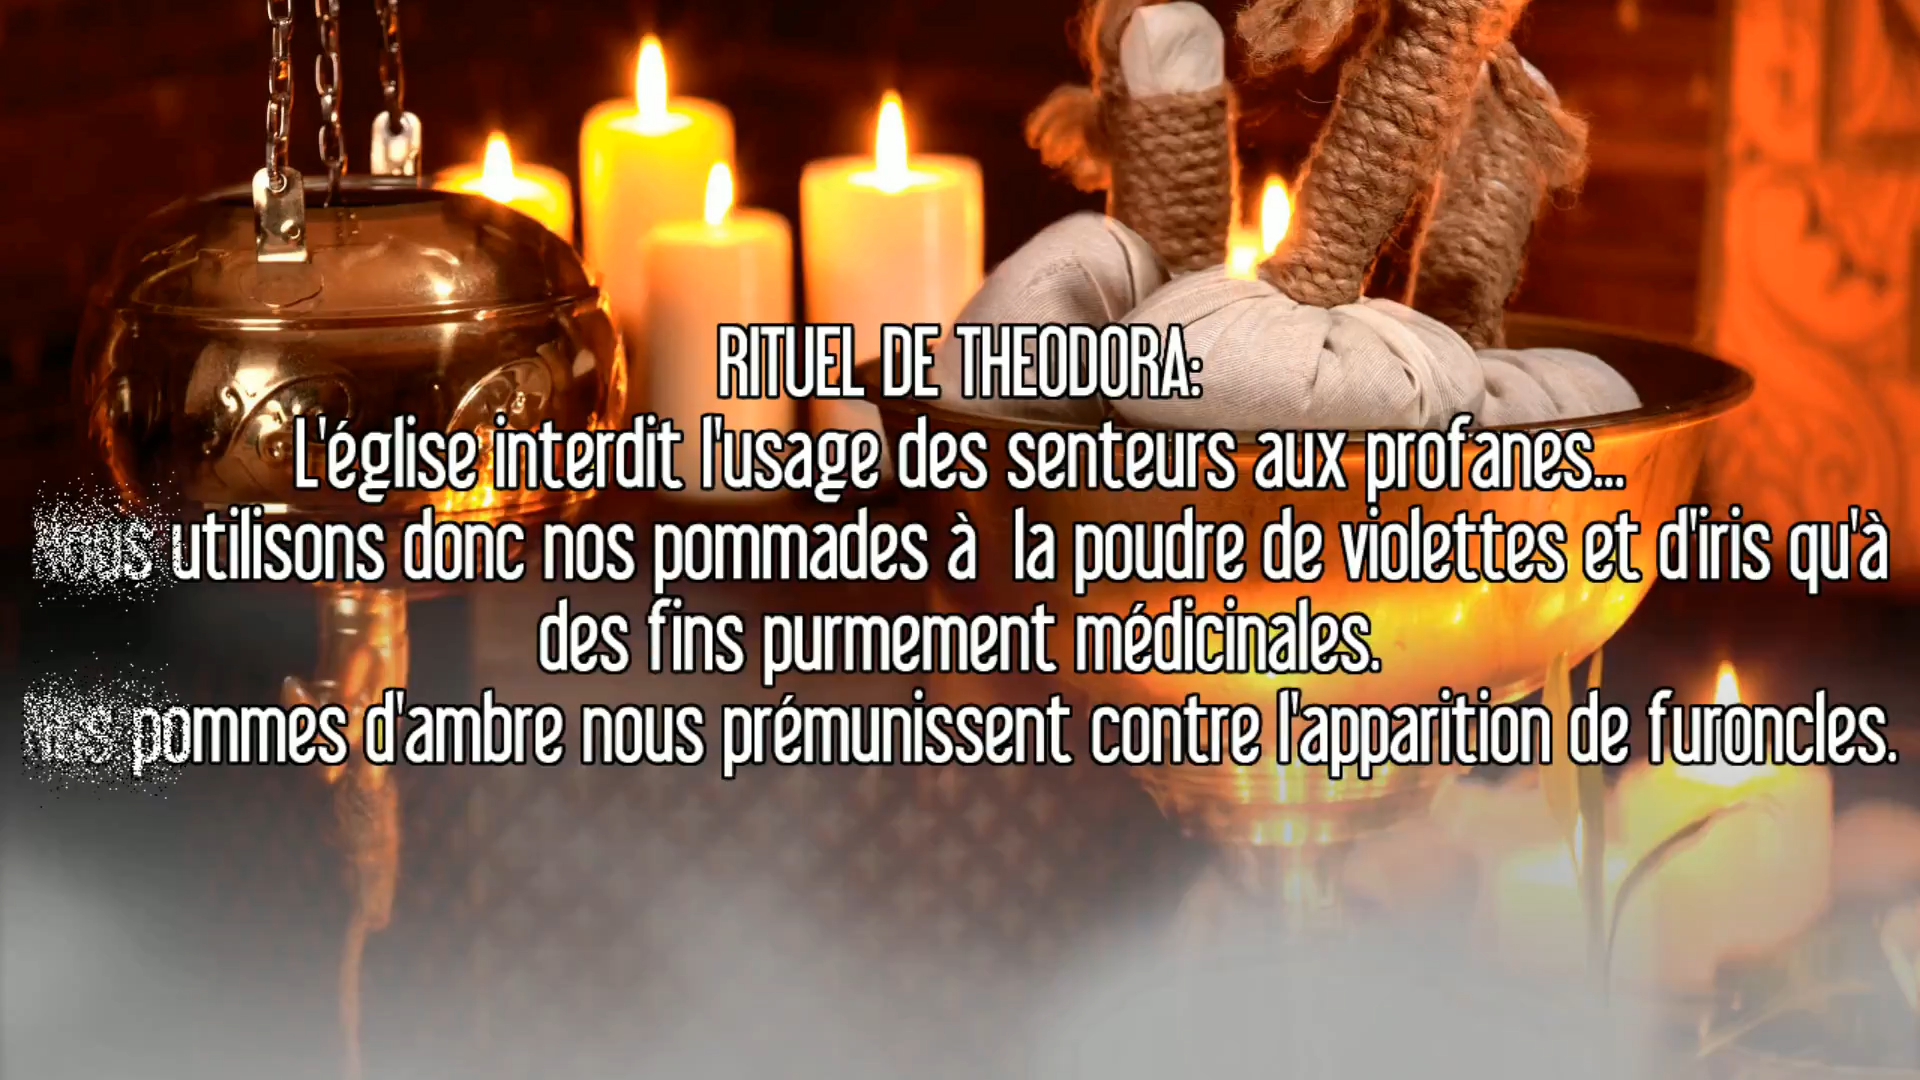 RITUEL DE THEODORA:
L'église interdit l'usage des senteurs aux profanes...
Nous utilisons donc nos pommades à la poudre de violettes et d'iris qu'à
des fins purmement médicinales.
pommes d'ambre nous prémunissent contre l'apparition de furoncles.